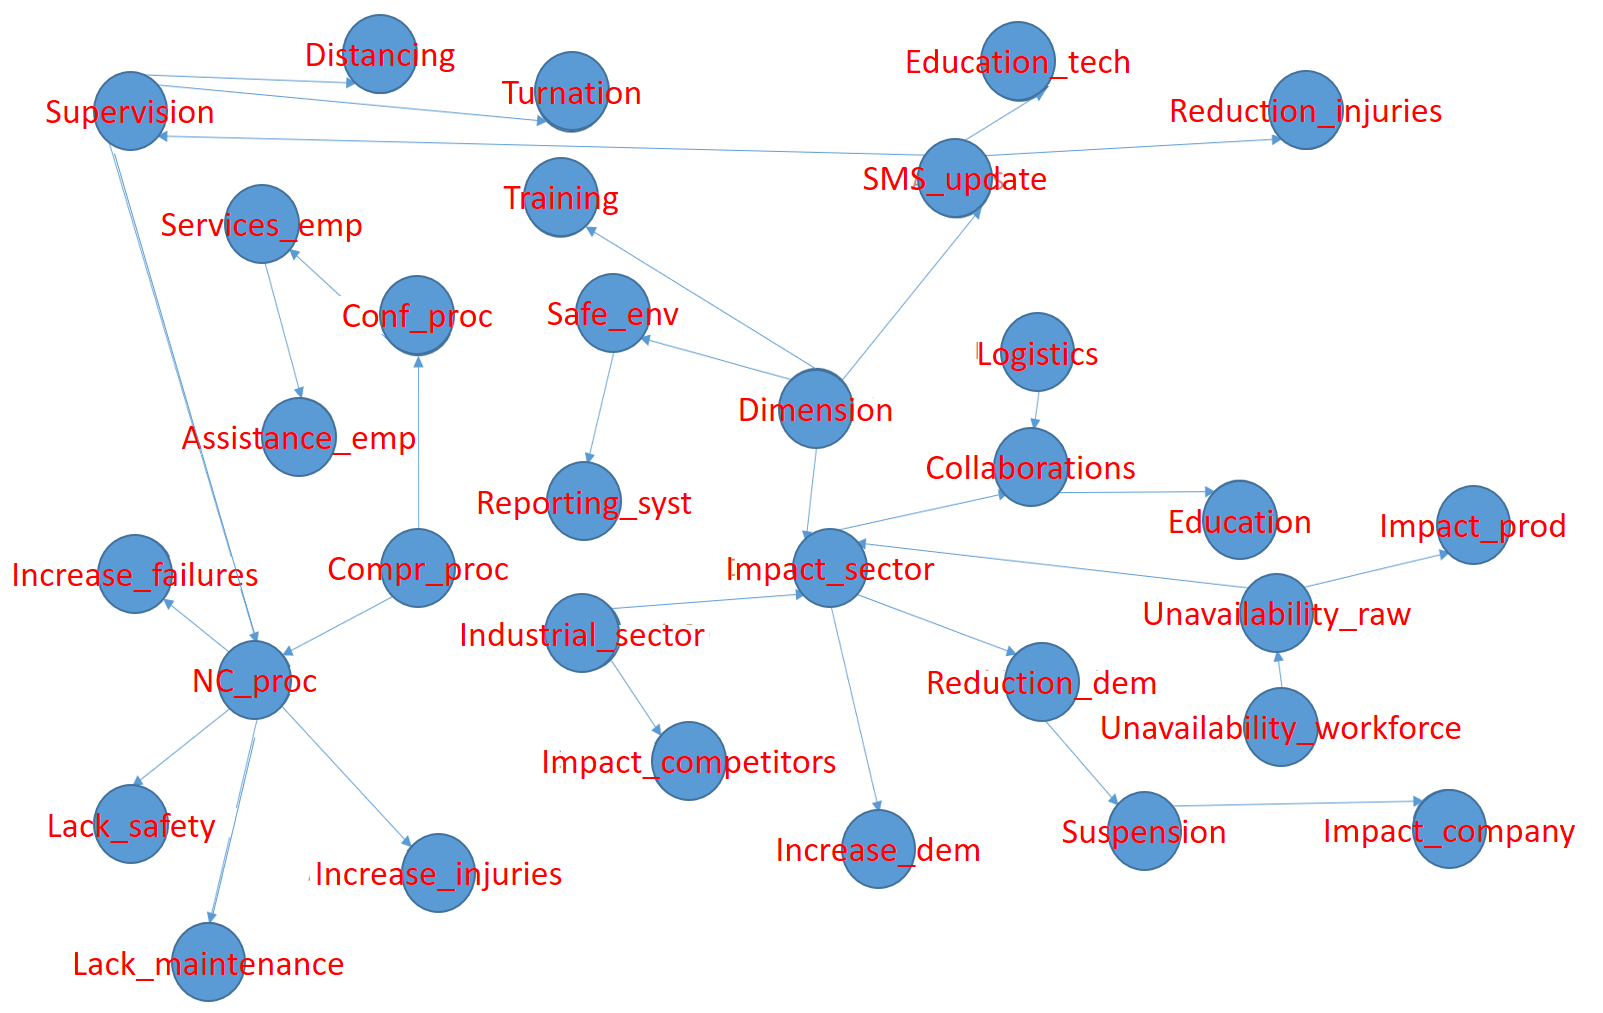 Distancing
Education_tech
Turnation
Supervision
Reduction_injuries
SMS_update
Training
Services_emp
Conf_proc
Safe_env
Logistics
Dimension
Assistance_emp
Collaborations
Reporting_syst
Education
Impact_prod
Increase_failures
Compr_proc
Impact_sector
Unavailability_raw
Industrial_sector
NC_proc
Reduction_dem
Unavailability_workforce
Impact_competitors
Lack_safety
Suspension
Impact_company
Increase_dem
Increase_injuries
Lack_maintenance